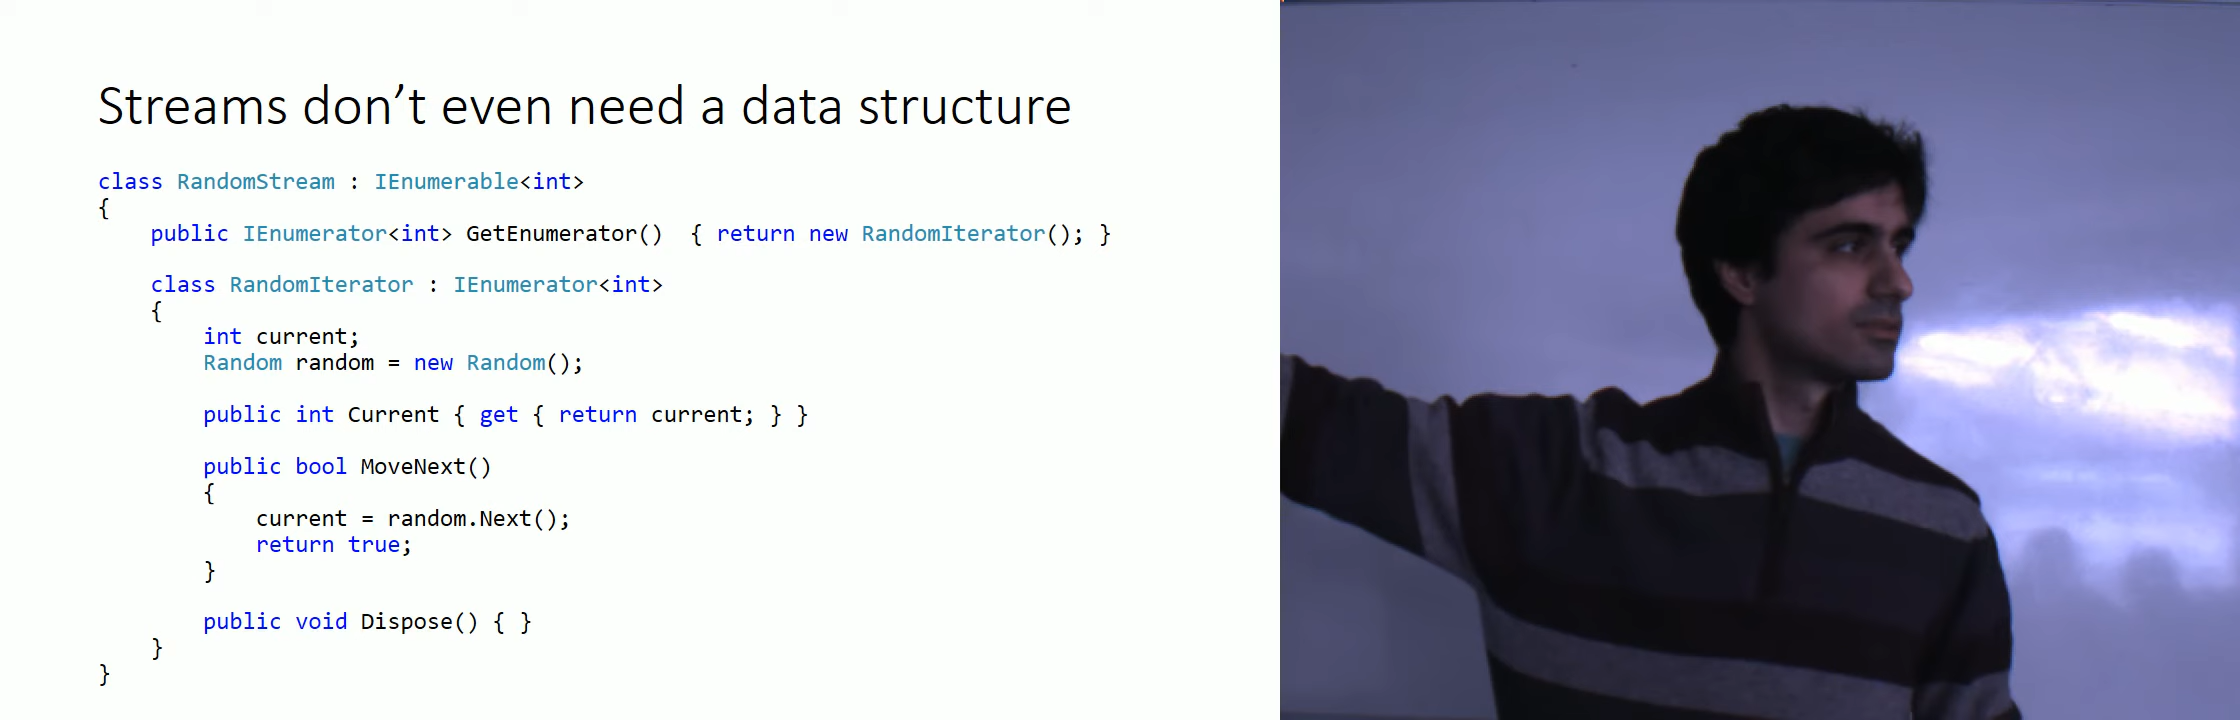 Streams don’t even need a data structure
class RandomStream : IEnumerable<int>
{
    public IEnumerator<int> GetEnumerator()  { return new RandomIterator(); }
    class RandomIterator : IEnumerator<int>
    {
        int current;
        Random random = new Random();
        public int Current { get { return current; } }
        public bool MoveNext()
        {
            current = random.Next();
            return true;
        }
        public void Dispose() { }
    }
}